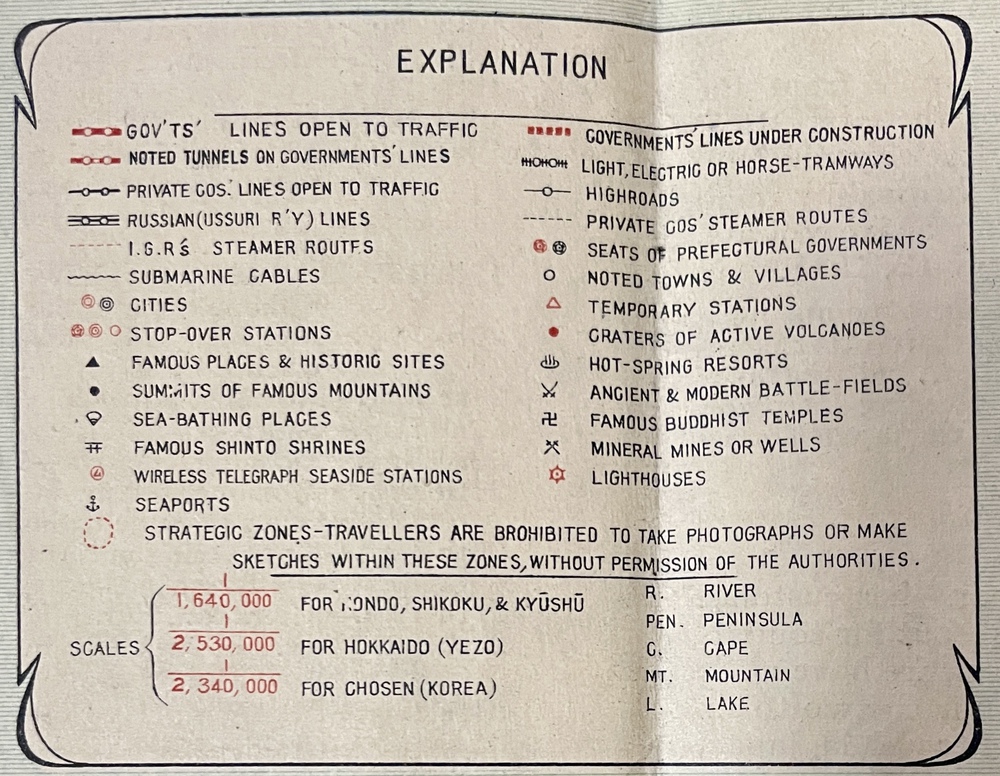 EXPLANATION
GOV'TS' LINES OPEN TO TRAFFIC
NOTED TUNNELS ON GOVERNMENTS' LINES
PRIVATE COS.' LINES OPEN TO TRAFFIC
RUSSIAN (USSURI R'Y) LINES
I.G.R'S STEAMER ROUTES
SUBMARINE CABLES
CITIES
STOP-OVER STATIONS
FAMOUS PLACES & HISTORIC SITES
SUMMITS OF FAMOUS MOUNTAINS
SEA-BATHING PLACES
FAMOUS SHINTO SHRINES
WIRELESS TELEGRAPH SEASIDE STATIONS
SEAPORTS
GOVERNMENTS' LINES UNDER CONSTRUCTION
LIGHT, ELECTRIC OR HORSE-TRAMWAYS
HIGHROADS
PRIVATE COS' STEAMER ROUTES
SEATS OF PREFECTURAL GOVERNMENTS
NOTED TOWNS & VILLAGES
TEMPORARY STATIONS
CRATERS OF ACTIVE VOLCANOES
HOT-SPRING RESORTS
ANCIENT & MODERN BATTLE-FIELDS
FAMOUS BUDDHIST TEMPLES
MINERAL MINES OR WELLS
LIGHTHOUSES
STRATEGIC ZONES-TRAVELLERS ARE BROHIBITED TO TAKE PHOTOGRAPHS OR MAKE
SKETCHES WITHIN THESE ZONES, WITHOUT PERMISSION OF THE AUTHORITIES.
SCALES
1
1,640,000 FOR HONDO, SHIKOKU, & KYŪSHŪ
1
2,530,000 FOR HOKKAIDO (YEZO)
1
2,340,000 FOR CHOSEN (KOREA)
R. RIVER
PEN. PENINSULA
C. CAPE
MT. MOUNTAIN
L. LAKE